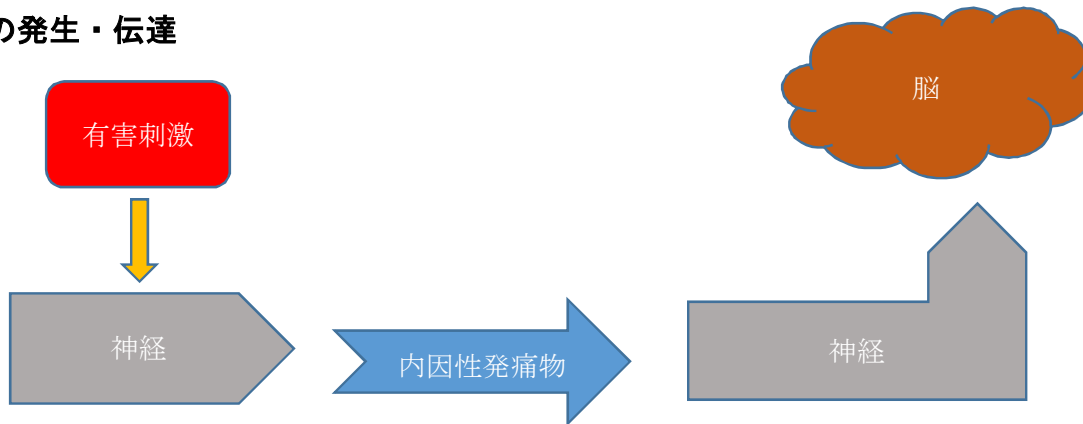 の発生・伝達
脳
有害刺激
神経
内因性発痛物
神経